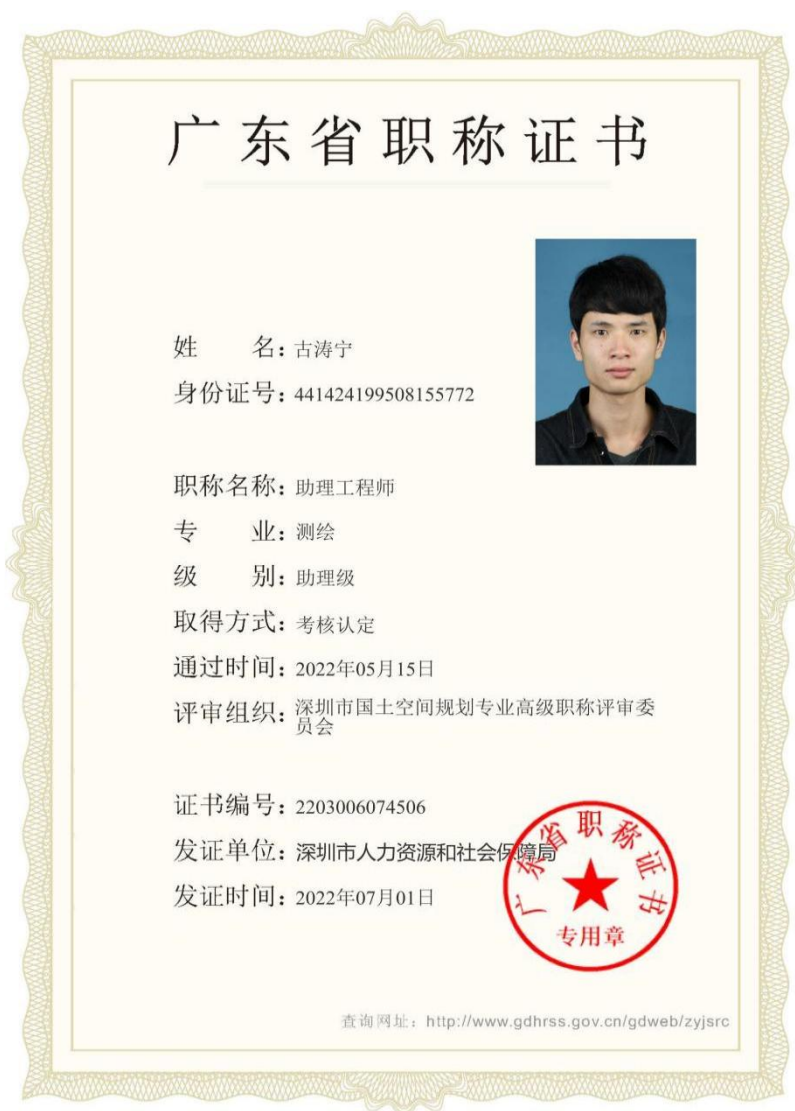 广东省职称证书
姓 名：古涛宁
身份证号：441424199508155772
职称名称：助理工程师
专 业：测绘
级 别：助理级
取得方式：考核认定
通过时间：2022年05月15日
评审组织：深圳市国土空间规划专业高级职称评审委
员会
证书编号：2203006074506
发证单位：深圳市人力资源和社会保障局
发证时间：2022年07月01日
广东省职称证书
专用章
查询网址：http://www.gdhrss.gov.cn/gdweb/zyjsrc